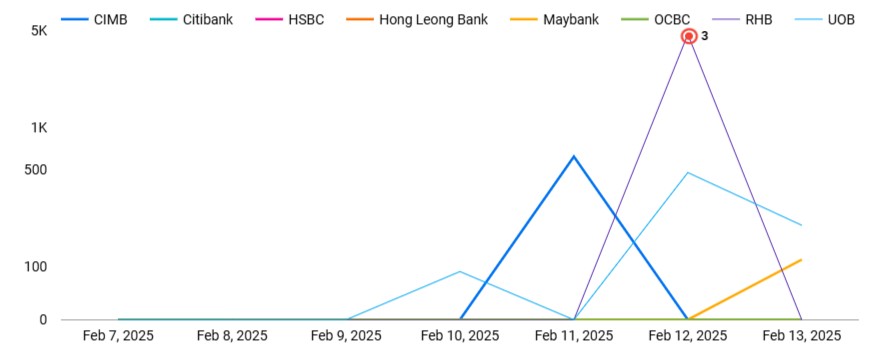 CIMB Citibank HSBC Hong Leong Bank Maybank OCBC RHB UOB
5K
3
1K
500
100
0
Feb 7, 2025 Feb 8, 2025 Feb 9, 2025 Feb 10, 2025 Feb 11, 2025 Feb 12, 2025 Feb 13, 2025